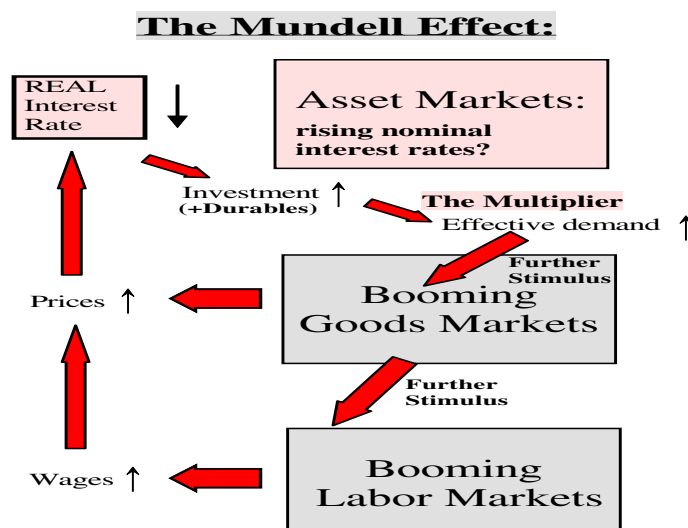 The Mundell Effect:
REAL
Interest
Rate
Asset Markets:
rising nominal
interest rates?
Investment
(+Durables)
The Multiplier
Effective demand
Further
Stimulus
Booming
Goods Markets
Prices
Further
Stimulus
Booming
Labor Markets
Wages